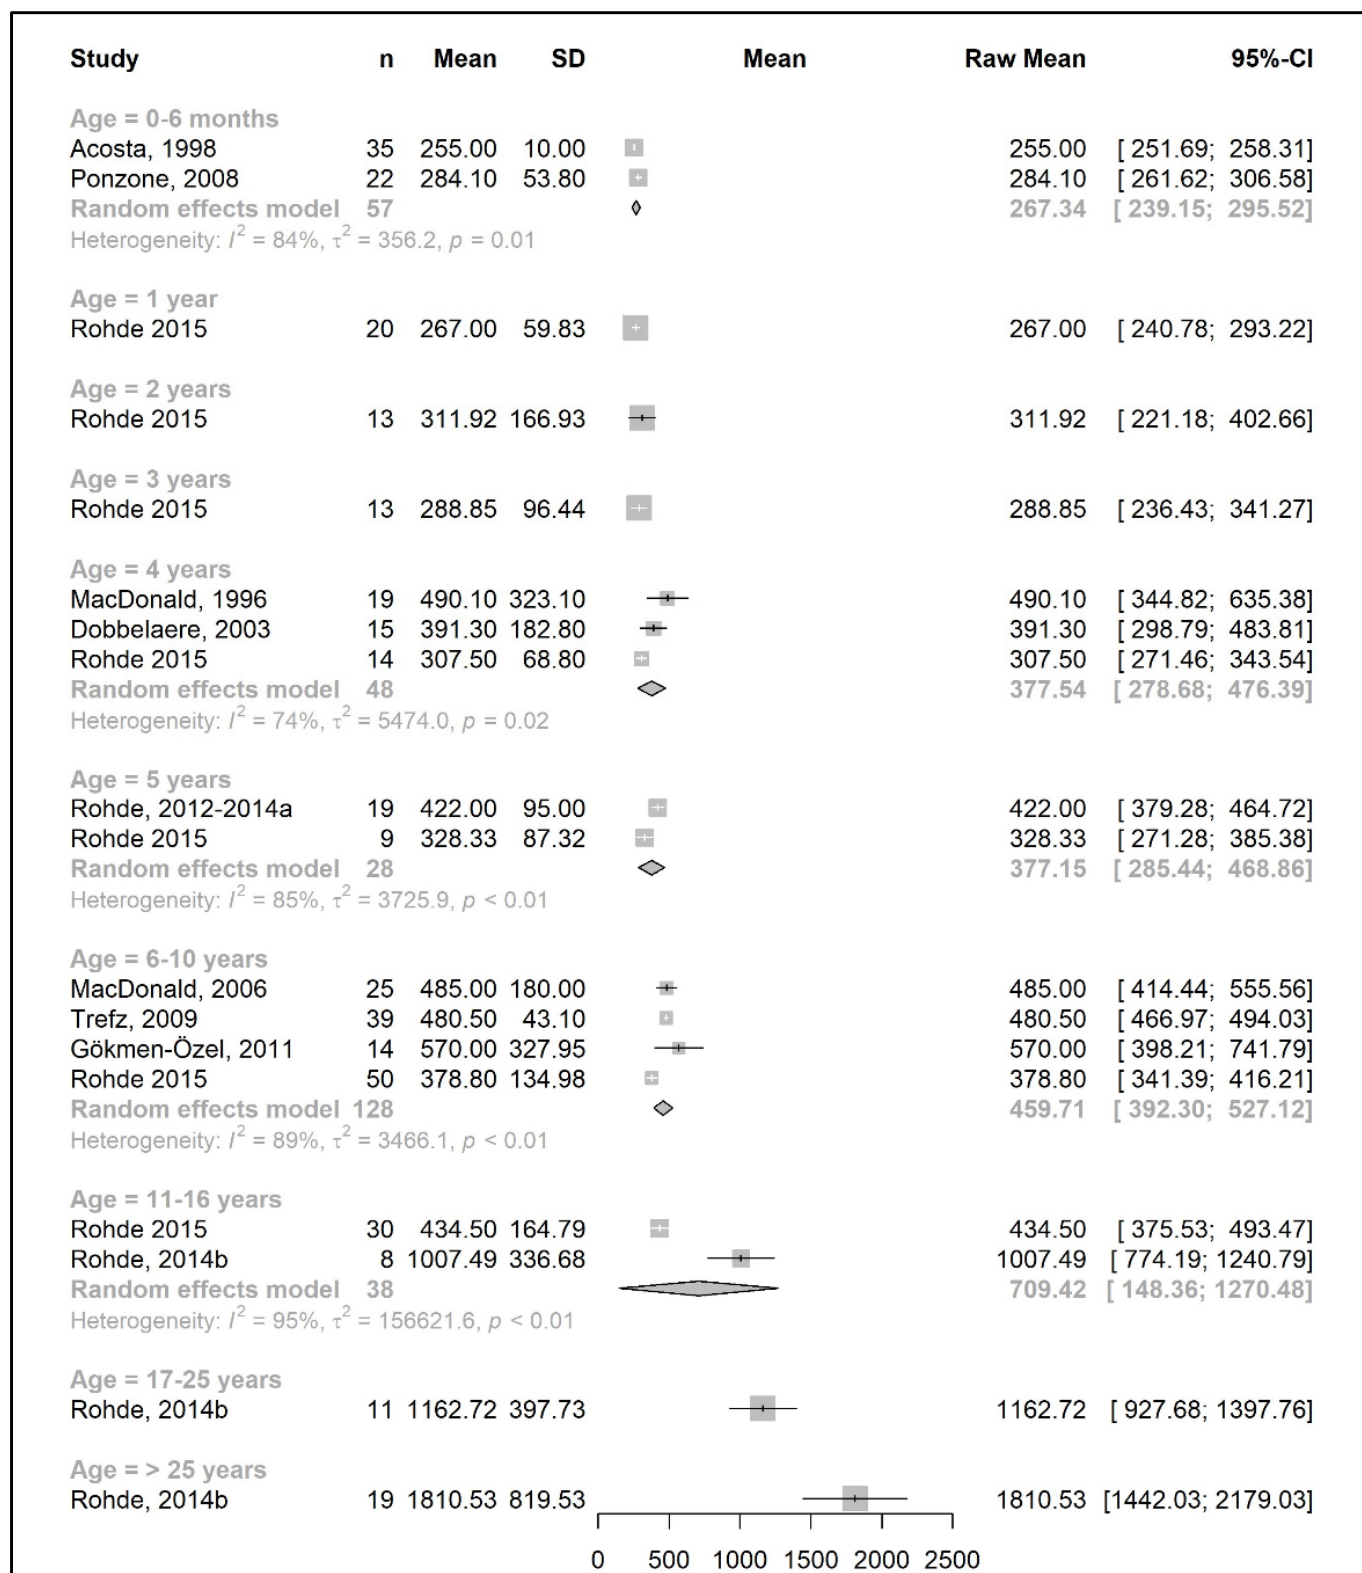 Study n Mean SD Mean Raw Mean 95%-CI
Age = 0-6 months
Acosta, 1998 35 255.00 10.00 255.00 [ 251.69; 258.31]
Ponzone, 2008 22 284.10 53.80 284.10 [ 261.62; 306.58]
Random effects model 57 267.34 [ 239.15; 295.52]
Heterogeneity: I² = 84%, τ² = 356.2, p = 0.01
Age = 1 year
Rohde 2015 20 267.00 59.83 267.00 [ 240.78; 293.22]
Age = 2 years
Rohde 2015 13 311.92 166.93 311.92 [ 221.18; 402.66]
Age = 3 years
Rohde 2015 13 288.85 96.44 288.85 [ 236.43; 341.27]
Age = 4 years
MacDonald, 1996 19 490.10 323.10 490.10 [ 344.82; 635.38]
Dobbelaere, 2003 15 391.30 182.80 391.30 [ 298.79; 483.81]
Rohde 2015 14 307.50 68.80 307.50 [ 271.46; 343.54]
Random effects model 48 377.54 [ 278.68; 476.39]
Heterogeneity: I² = 74%, τ² = 5474.0, p = 0.02
Age = 5 years
Rohde, 2012-2014a 19 422.00 95.00 422.00 [ 379.28; 464.72]
Rohde 2015 9 328.33 87.32 328.33 [ 271.28; 385.38]
Random effects model 28 377.15 [ 285.44; 468.86]
Heterogeneity: I² = 85%, τ² = 3725.9, p < 0.01
Age = 6-10 years
MacDonald, 2006 25 485.00 180.00 485.00 [ 414.44; 555.56]
Trefz, 2009 39 480.50 43.10 480.50 [ 466.97; 494.03]
Gökmen-Özel, 2011 14 570.00 327.95 570.00 [ 398.21; 741.79]
Rohde 2015 50 378.80 134.98 378.80 [ 341.39; 416.21]
Random effects model 128 459.71 [ 392.30; 527.12]
Heterogeneity: I² = 89%, τ² = 3466.1, p < 0.01
Age = 11-16 years
Rohde 2015 30 434.50 164.79 434.50 [ 375.53; 493.47]
Rohde, 2014b 8 1007.49 336.68 1007.49 [ 774.19; 1240.79]
Random effects model 38 709.42 [ 148.36; 1270.48]
Heterogeneity: I² = 95%, τ² = 156621.6, p < 0.01
Age = 17-25 years
Rohde, 2014b 11 1162.72 397.73 1162.72 [ 927.68; 1397.76]
Age = > 25 years
Rohde, 2014b 19 1810.53 819.53 1810.53 [1442.03; 2179.03]
0 500 1000 1500 2000 2500